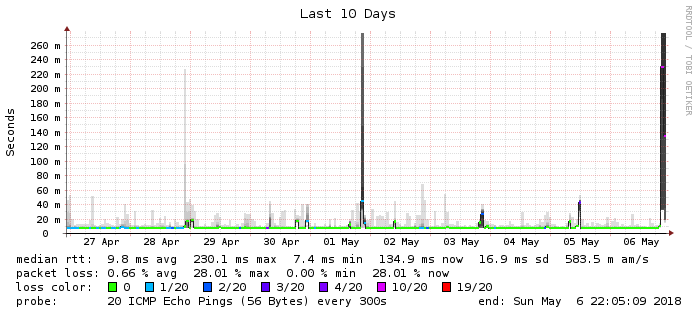 Last 10 Days
RRDTOOL / TOBI OETIKER
Seconds
260 m
240 m
220 m
200 m
180 m
160 m
140 m
120 m
100 m
80 m
60 m
40 m
20 m
0
27 Apr 28 Apr 29 Apr 30 Apr 01 May 02 May 03 May 04 May 05 May 06 May
median rtt: 9.8 ms avg 230.1 ms max 7.4 ms min 134.9 ms now 16.9 ms sd 583.5 m am/s
packet loss: 0.66 % avg 28.01 % max 0.00 % min 28.01 % now
loss color: 0 1/20 2/20 3/20 4/20 10/20 19/20
probe: 20 ICMP Echo Pings (56 Bytes) every 300s end: Sun May 6 22:05:09 2018